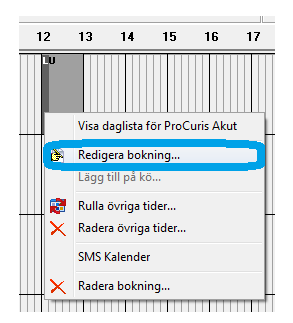 12 13 14 15 16 17
LU
Visa daglista för ProCuris Akut
Redigera bokning...
Lägg till på kö...
Rulla övriga tider...
Radera övriga tider...
SMS Kalender
Radera bokning...